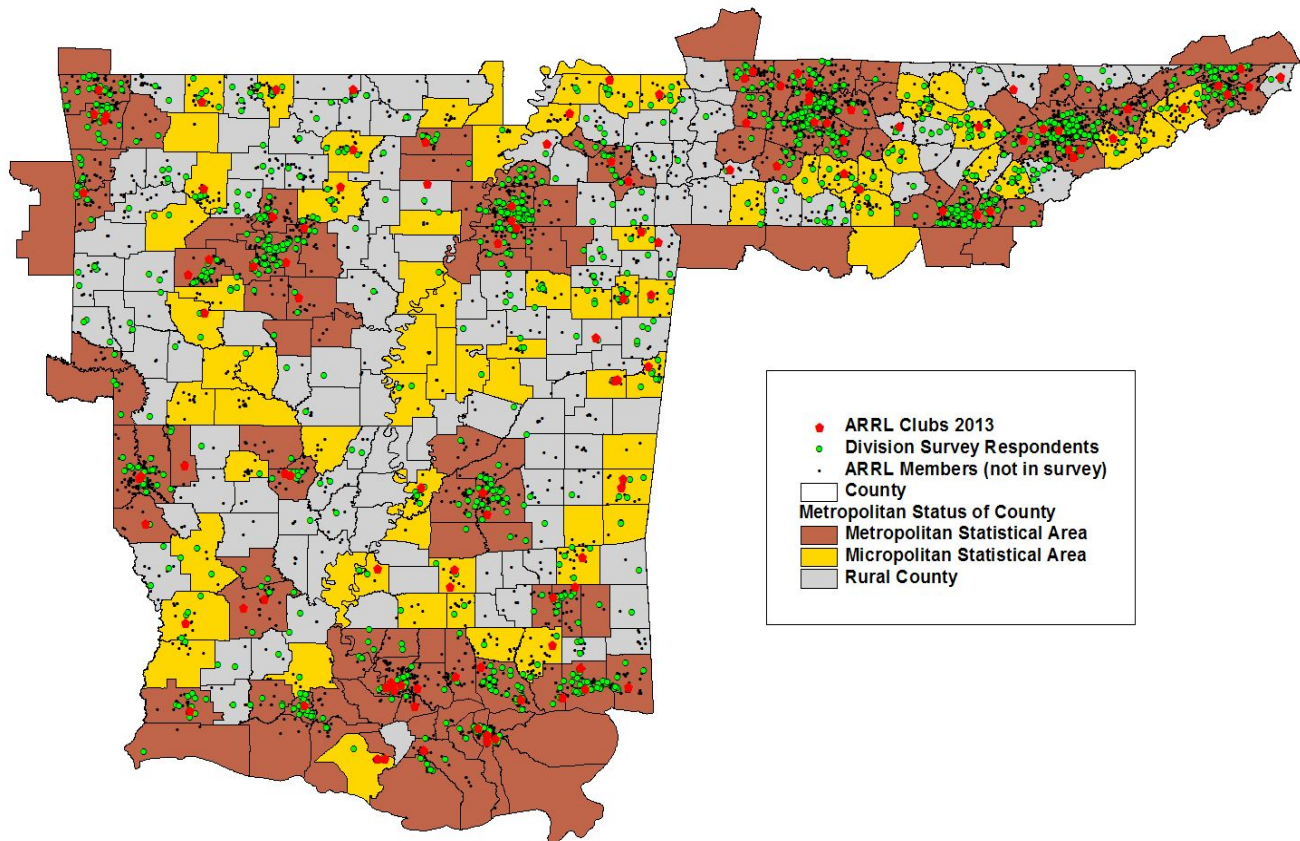 ARRL Clubs 2013
Division Survey Respondents
ARRL Members (not in survey)
County
Metropolitan Status of County
Metropolitan Statistical Area
Micropolitan Statistical Area
Rural County